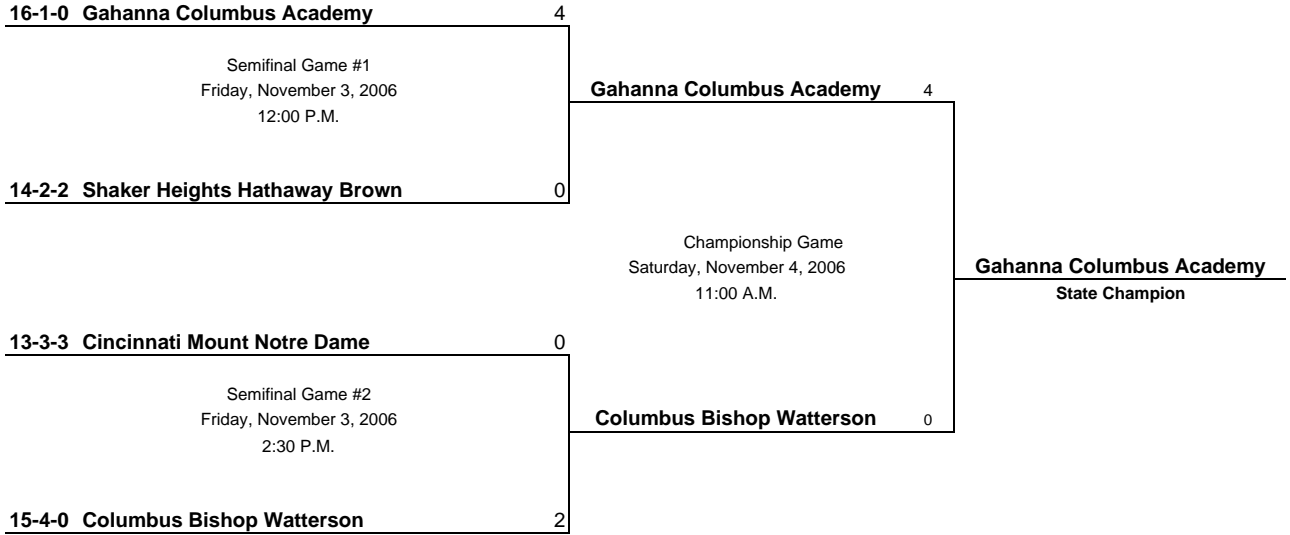 16-1-0 Gahanna Columbus Academy 4
Semifinal Game #1
Friday, November 3, 2006
12:00 P.M.
14-2-2 Shaker Heights Hathaway Brown 0
Gahanna Columbus Academy 4
Championship Game
Saturday, November 4, 2006
11:00 A.M.
Gahanna Columbus Academy
State Champion
13-3-3 Cincinnati Mount Notre Dame 0
Semifinal Game #2
Friday, November 3, 2006
2:30 P.M.
Columbus Bishop Watterson 0
15-4-0 Columbus Bishop Watterson 2